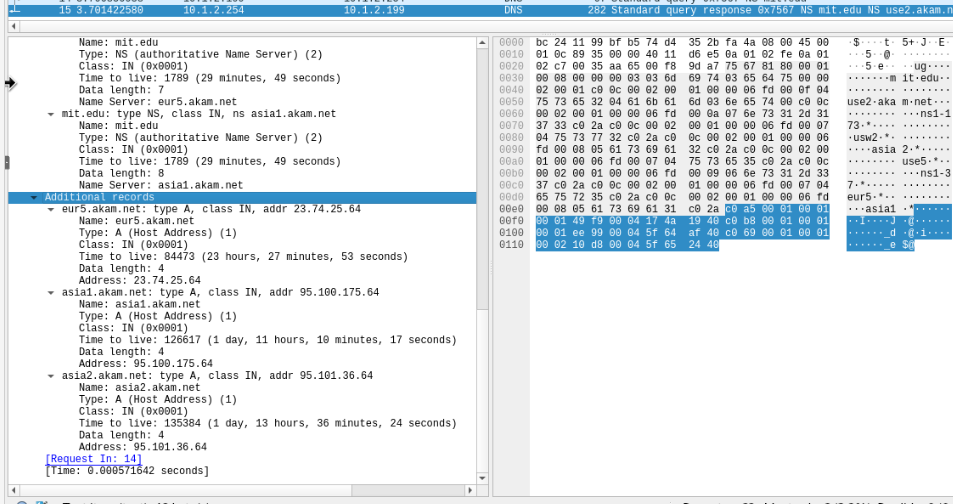 15 3.701422580 10.1.2.254 10.1.2.199 DNS 282 Standard query response 0x7567 NS mit.edu NS use2.akam.n
Name: mit.edu
Type: NS (authoritative Name Server) (2)
Class: IN (0x0001)
Time to live: 1789 (29 minutes, 49 seconds)
Data length: 7
Name Server: eur5.akam.net
mit.edu: type NS, class IN, ns asia1.akam.net
Name: mit.edu
Type: NS (authoritative Name Server) (2)
Class: IN (0x0001)
Time to live: 1789 (29 minutes, 49 seconds)
Data length: 8
Name Server: asia1.akam.net
Additional records
eur5.akam.net: type A, class IN, addr 23.74.25.64
Name: eur5.akam.net
Type: A (Host Address) (1)
Class: IN (0x0001)
Time to live: 84473 (23 hours, 27 minutes, 53 seconds)
Data length: 4
Address: 23.74.25.64
asia1.akam.net: type A, class IN, addr 95.100.175.64
Name: asia1.akam.net
Type: A (Host Address) (1)
Class: IN (0x0001)
Time to live: 126617 (1 day, 11 hours, 10 minutes, 17 seconds)
Data length: 4
Address: 95.100.175.64
asia2.akam.net: type A, class IN, addr 95.101.36.64
Name: asia2.akam.net
Type: A (Host Address) (1)
Class: IN (0x0001)
Time to live: 135384 (1 day, 13 hours, 36 minutes, 24 seconds)
Data length: 4
Address: 95.101.36.64
[Request In: 14]
[Time: 0.000571642 seconds]
0000 bc 24 11 99 bf b5 74 d4 35 2b fa 4a 08 00 45 00 ·$····t· 5+·J··E·
0010 01 0c 89 35 00 00 40 11 d6 e5 0a 01 02 fe 0a 01 ···5··@· ········
0020 02 c7 00 35 aa 65 00 f8 9d a7 75 67 81 80 00 01 ···5·e·· ··ug····
0030 00 08 00 00 00 03 03 6d 69 74 03 65 64 75 00 00 ·······m it·edu··
0040 02 00 01 c0 0c 00 02 00 01 00 00 06 fd 00 0f 04 ········ ········
0050 75 73 65 32 04 61 6b 61 6d 03 6e 65 74 00 c0 0c use2·aka m·net···
0060 00 02 00 01 00 00 06 fd 00 0a 07 6e 73 31 2d 31 ········ ···ns1-1
0070 37 33 c0 2a c0 0c 00 02 00 01 00 00 06 fd 00 07 73·*···· ········
0080 04 75 73 77 32 c0 2a c0 0c 00 02 00 01 00 00 06 ·usw2·*· ········
0090 fd 00 08 05 61 73 69 61 32 c0 2a c0 0c 00 02 00 ····asia 2·*·····
00a0 01 00 00 06 fd 00 07 04 75 73 65 35 c0 2a c0 0c ········ use5·*··
00b0 00 02 00 01 00 00 06 fd 00 09 06 6e 73 31 2d 33 ········ ···ns1-3
00c0 37 c0 2a c0 0c 00 02 00 01 00 00 06 fd 00 07 04 7·*····· ········
00d0 65 75 72 35 c0 2a c0 0c 00 02 00 01 00 00 06 fd eur5·*·· ········
00e0 00 08 05 61 73 69 61 31 c0 2a c0 a5 00 01 00 01 ···asia1 ·*······
00f0 00 01 49 f9 00 04 17 4a 19 40 c0 b8 00 01 00 01 ··I····J ·@······
0100 00 01 ee 99 00 04 5f 64 af 40 c0 69 00 01 00 01 ······_d ·@·i····
0110 00 02 10 d8 00 04 5f 65 24 40 ······_e $@